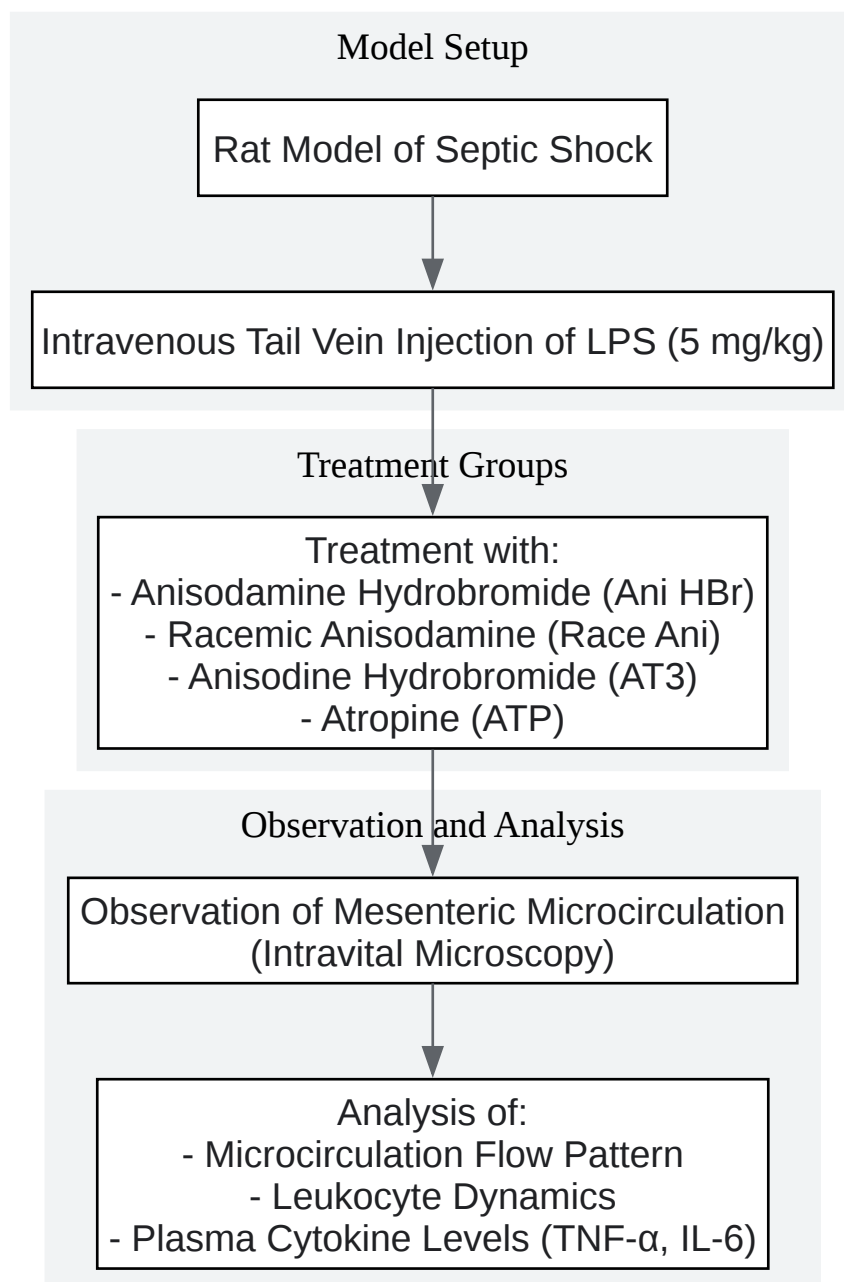 Model Setup
Rat Model of Septic Shock
Intravenous Tail Vein Injection of LPS (5 mg/kg)
Treatment Groups
Treatment with:
- Anisodamine Hydrobromide (Ani HBr)
- Racemic Anisodamine (Race Ani)
- Anisodine Hydrobromide (AT3)
- Atropine (ATP)
Observation and Analysis
Observation of Mesenteric Microcirculation
(Intravital Microscopy)
Analysis of:
- Microcirculation Flow Pattern
- Leukocyte Dynamics
- Plasma Cytokine Levels (TNF-α, IL-6)